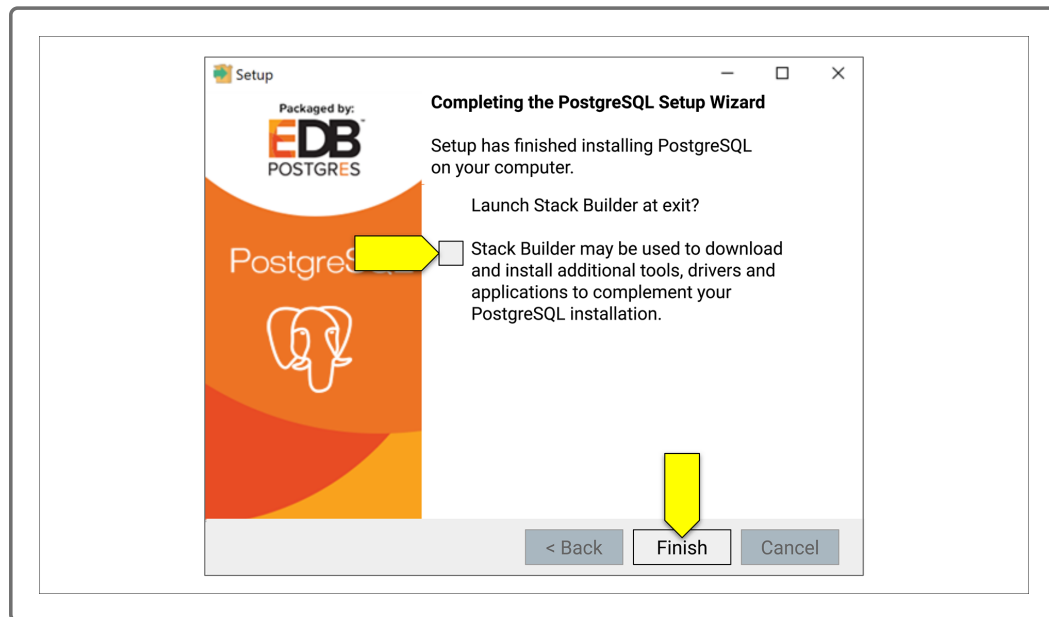 Setup
Packaged by:
EDB™
POSTGRES
PostgreS
Completing the PostgreSQL Setup Wizard
Setup has finished installing PostgreSQL
on your computer.
Launch Stack Builder at exit?
Stack Builder may be used to download
and install additional tools, drivers and
applications to complement your
PostgreSQL installation.
< Back
Finish
Cancel